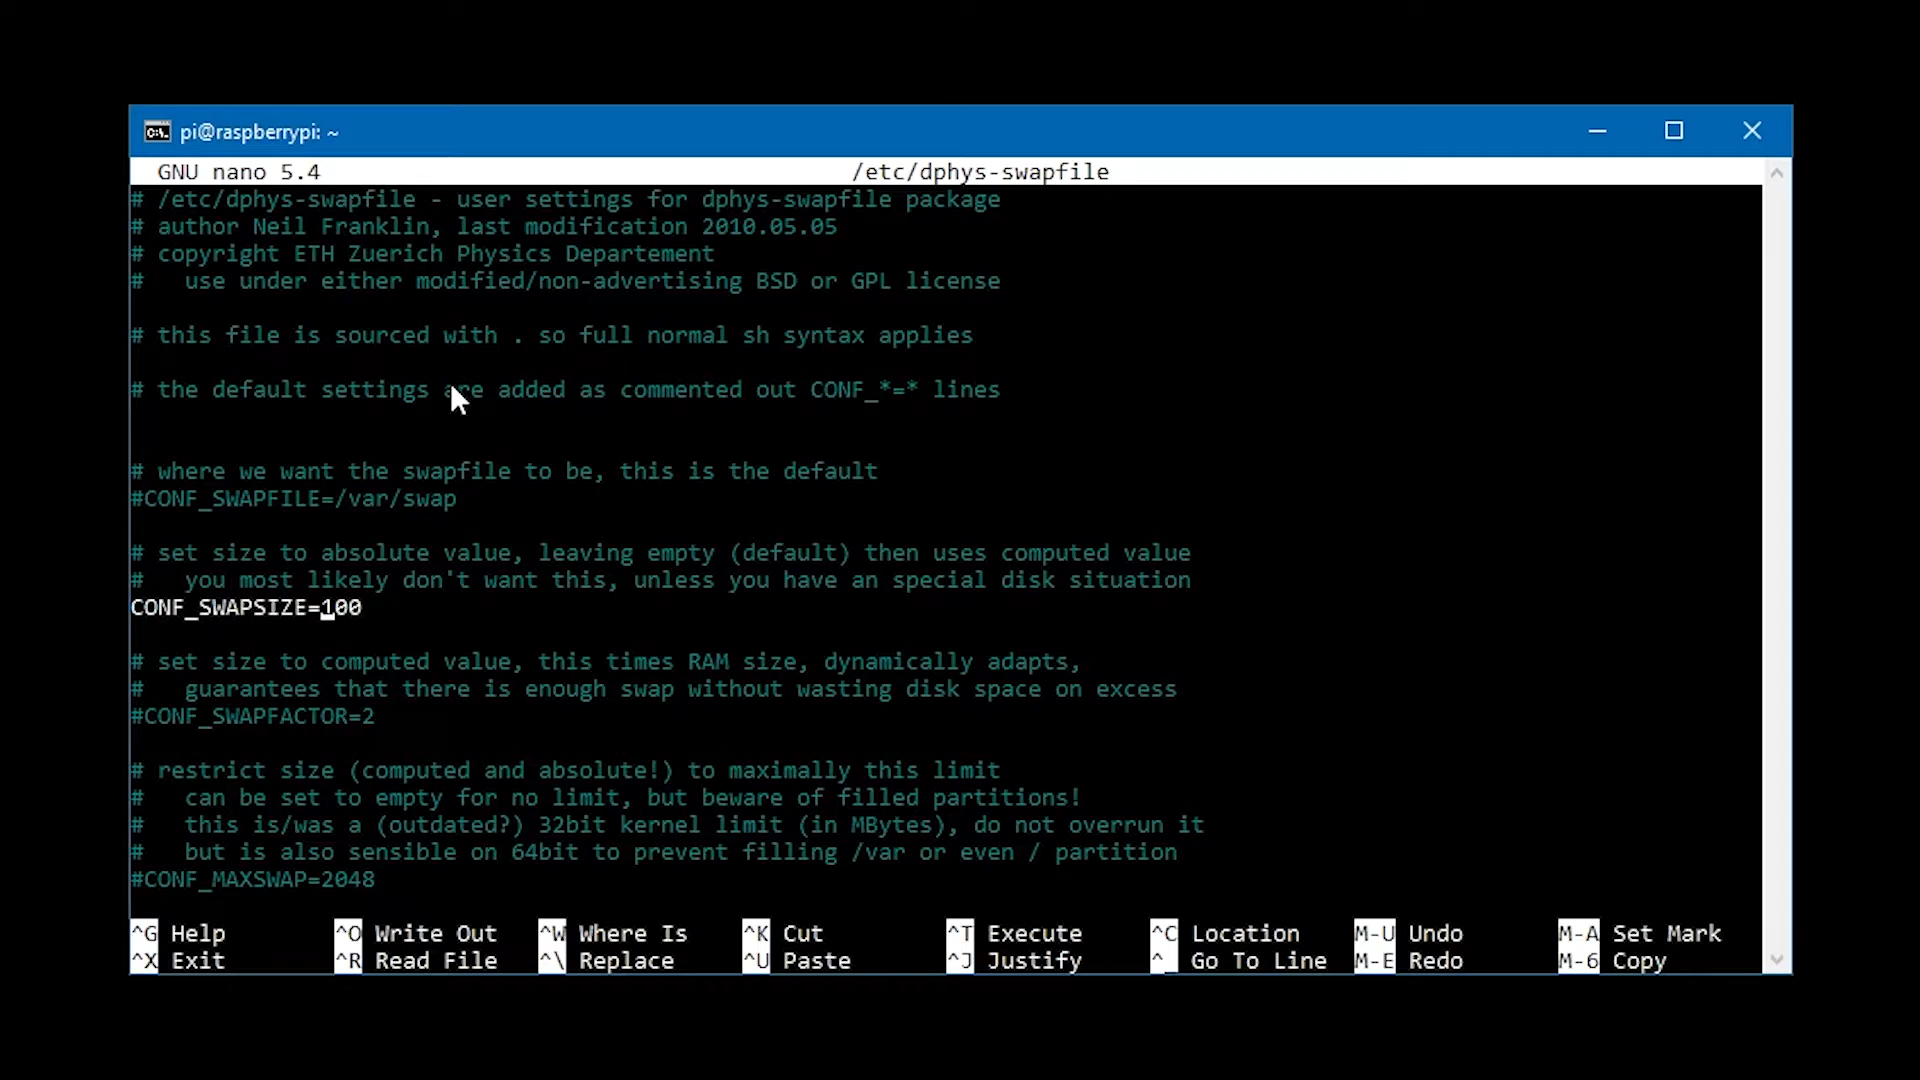 pi@raspberrypi: ~
GNU nano 5.4 /etc/dphys-swapfile
# /etc/dphys-swapfile - user settings for dphys-swapfile package
# author Neil Franklin, last modification 2010.05.05
# copyright ETH Zuerich Physics Departement
#   use under either modified/non-advertising BSD or GPL license
# this file is sourced with . so full normal sh syntax applies
# the default settings are added as commented out CONF_*=* lines
# where we want the swapfile to be, this is the default
#CONF_SWAPFILE=/var/swap
# set size to absolute value, leaving empty (default) then uses computed value
#   you most likely don't want this, unless you have an special disk situation
CONF_SWAPSIZE=100
# set size to computed value, this times RAM size, dynamically adapts,
#   guarantees that there is enough swap without wasting disk space on excess
#CONF_SWAPFACTOR=2
# restrict size (computed and absolute!) to maximally this limit
#   can be set to empty for no limit, but beware of filled partitions!
#   this is/was a (outdated?) 32bit kernel limit (in MBytes), do not overrun it
#   but is also sensible on 64bit to prevent filling /var or even / partition
#CONF_MAXSWAP=2048
^G Help ^O Write Out ^W Where Is ^K Cut ^T Execute ^C Location M-U Undo M-A Set Mark
^X Exit ^R Read File ^\ Replace ^U Paste ^J Justify ^_ Go To Line M-E Redo M-6 Copy